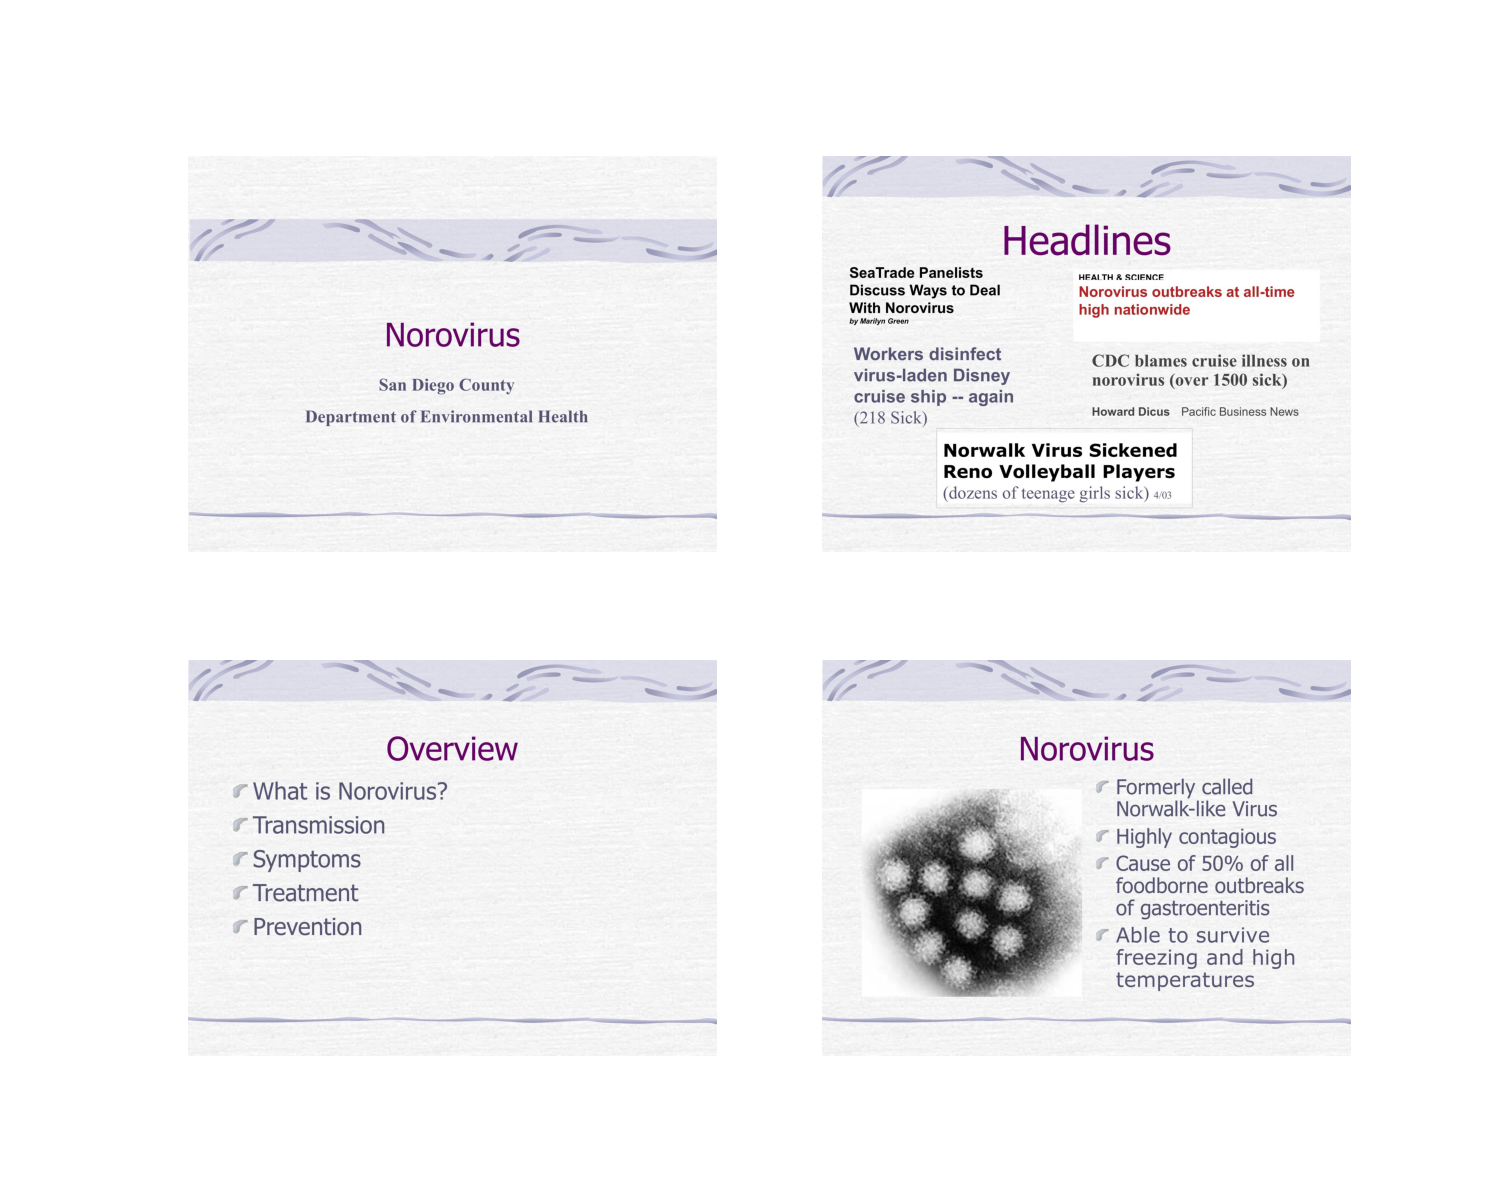 Norovirus
San Diego County
Department of Environmental Health
Headlines
SeaTrade Panelists
Discuss Ways to Deal
With Norovirus
by Marilyn Green
HEALTH & SCIENCE
Norovirus outbreaks at all-time
high nationwide
Workers disinfect
virus-laden Disney
cruise ship -- again
(218 Sick)
CDC blames cruise illness on
norovirus (over 1500 sick)
Howard Dicus Pacific Business News
Norwalk Virus Sickened
Reno Volleyball Players
(dozens of teenage girls sick) 4/03
Overview
What is Norovirus?
Transmission
Symptoms
Treatment
Prevention
Norovirus
Formerly called
Norwalk-like Virus
Highly contagious
Cause of 50% of all
foodborne outbreaks
of gastroenteritis
Able to survive
freezing and high
temperatures